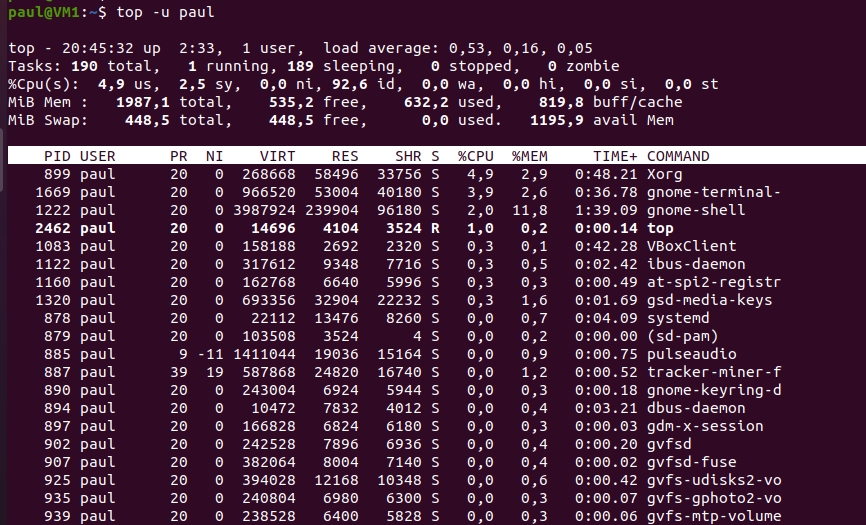 paul@VM1:~$ top -u paul
top - 20:45:32 up  2:33,  1 user,  load average: 0,53, 0,16, 0,05
Tasks: 190 total,   1 running, 189 sleeping,   0 stopped,   0 zombie
%Cpu(s):  4,9 us,  2,5 sy,  0,0 ni, 92,6 id,  0,0 wa,  0,0 hi,  0,0 si,  0,0 st
MiB Mem :   1987,1 total,    535,2 free,    632,2 used,    819,8 buff/cache
MiB Swap:    448,5 total,    448,5 free,      0,0 used.   1195,9 avail Mem
PID USER      PR  NI    VIRT    RES    SHR S  %CPU  %MEM     TIME+ COMMAND
899 paul      20   0  268668  58496  33756 S   4,9   2,9   0:48.21 Xorg
1669 paul      20   0  966520  53004  40180 S   3,9   2,6   0:36.78 gnome-terminal-
1222 paul      20   0 3987924 239904  96180 S   2,0  11,8   1:39.09 gnome-shell
2462 paul      20   0   14696   4104   3524 R   1,0   0,2   0:00.14 top
1083 paul      20   0  158188   2692   2320 S   0,3   0,1   0:42.28 VBoxClient
1122 paul      20   0  317612   9348   7716 S   0,3   0,5   0:02.42 ibus-daemon
1160 paul      20   0  162768   6640   5996 S   0,3   0,3   0:00.49 at-spi2-registr
1320 paul      20   0  693356  32904  22232 S   0,3   1,6   0:01.69 gsd-media-keys
878 paul      20   0   22112  13476   8260 S   0,0   0,7   0:04.09 systemd
879 paul      20   0  103508   3524      4 S   0,0   0,2   0:00.00 (sd-pam)
885 paul       9 -11 1411044  19036  15164 S   0,0   0,9   0:00.75 pulseaudio
887 paul      39  19  587868  24820  16740 S   0,0   1,2   0:00.52 tracker-miner-f
890 paul      20   0  243004   6924   5944 S   0,0   0,3   0:00.18 gnome-keyring-d
894 paul      20   0   10472   7832   4012 S   0,0   0,4   0:03.21 dbus-daemon
897 paul      20   0  166828   6824   6180 S   0,0   0,3   0:00.03 gdm-x-session
902 paul      20   0  242528   7896   6936 S   0,0   0,4   0:00.20 gvfsd
907 paul      20   0  382064   8004   7140 S   0,0   0,4   0:00.02 gvfsd-fuse
925 paul      20   0  394028  12168  10348 S   0,0   0,6   0:00.42 gvfs-udisks2-vo
935 paul      20   0  240804   6980   6300 S   0,0   0,3   0:00.07 gvfs-gphoto2-vo
939 paul      20   0  238528   6400   5828 S   0,0   0,3   0:00.06 gvfs-mtp-volume